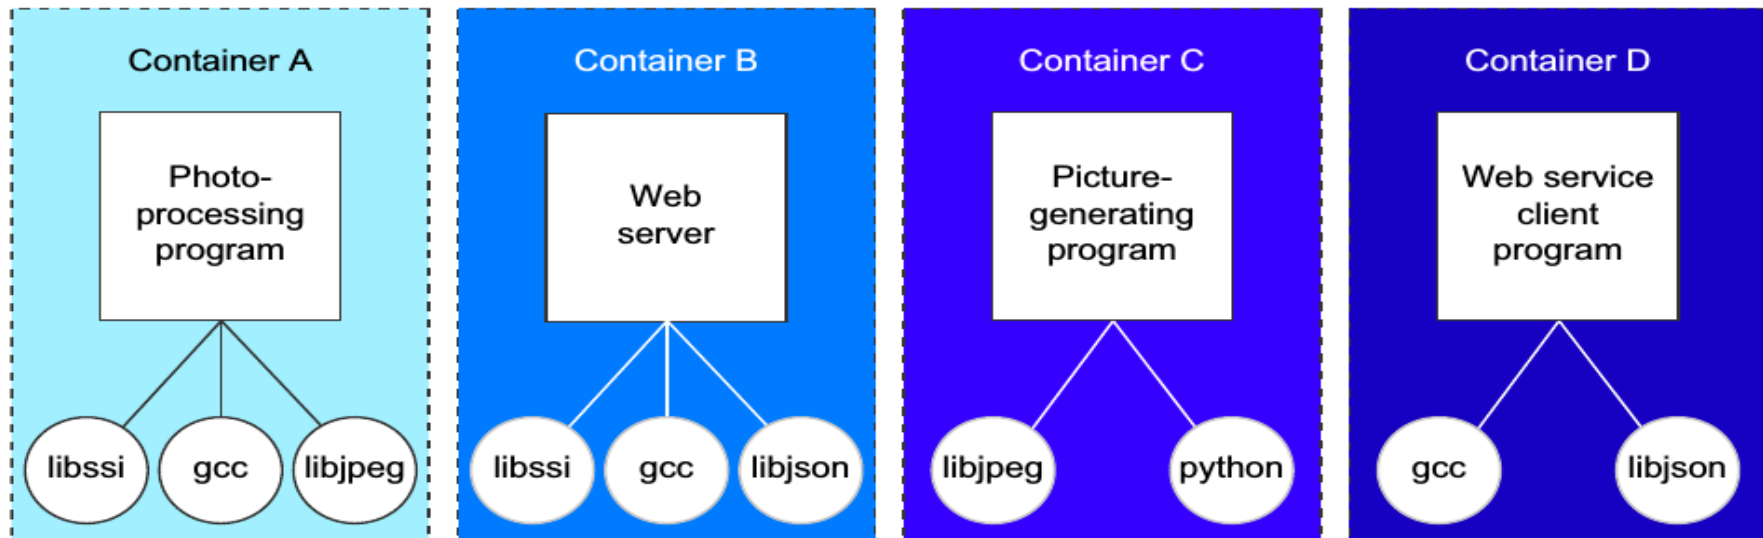 Container A
Photo-
processing
program
libssi
gcc
libjpeg
Container B
Web
server
libssi
gcc
libjson
Container C
Picture-
generating
program
libjpeg
python
Container D
Web service
client
program
gcc
libjson